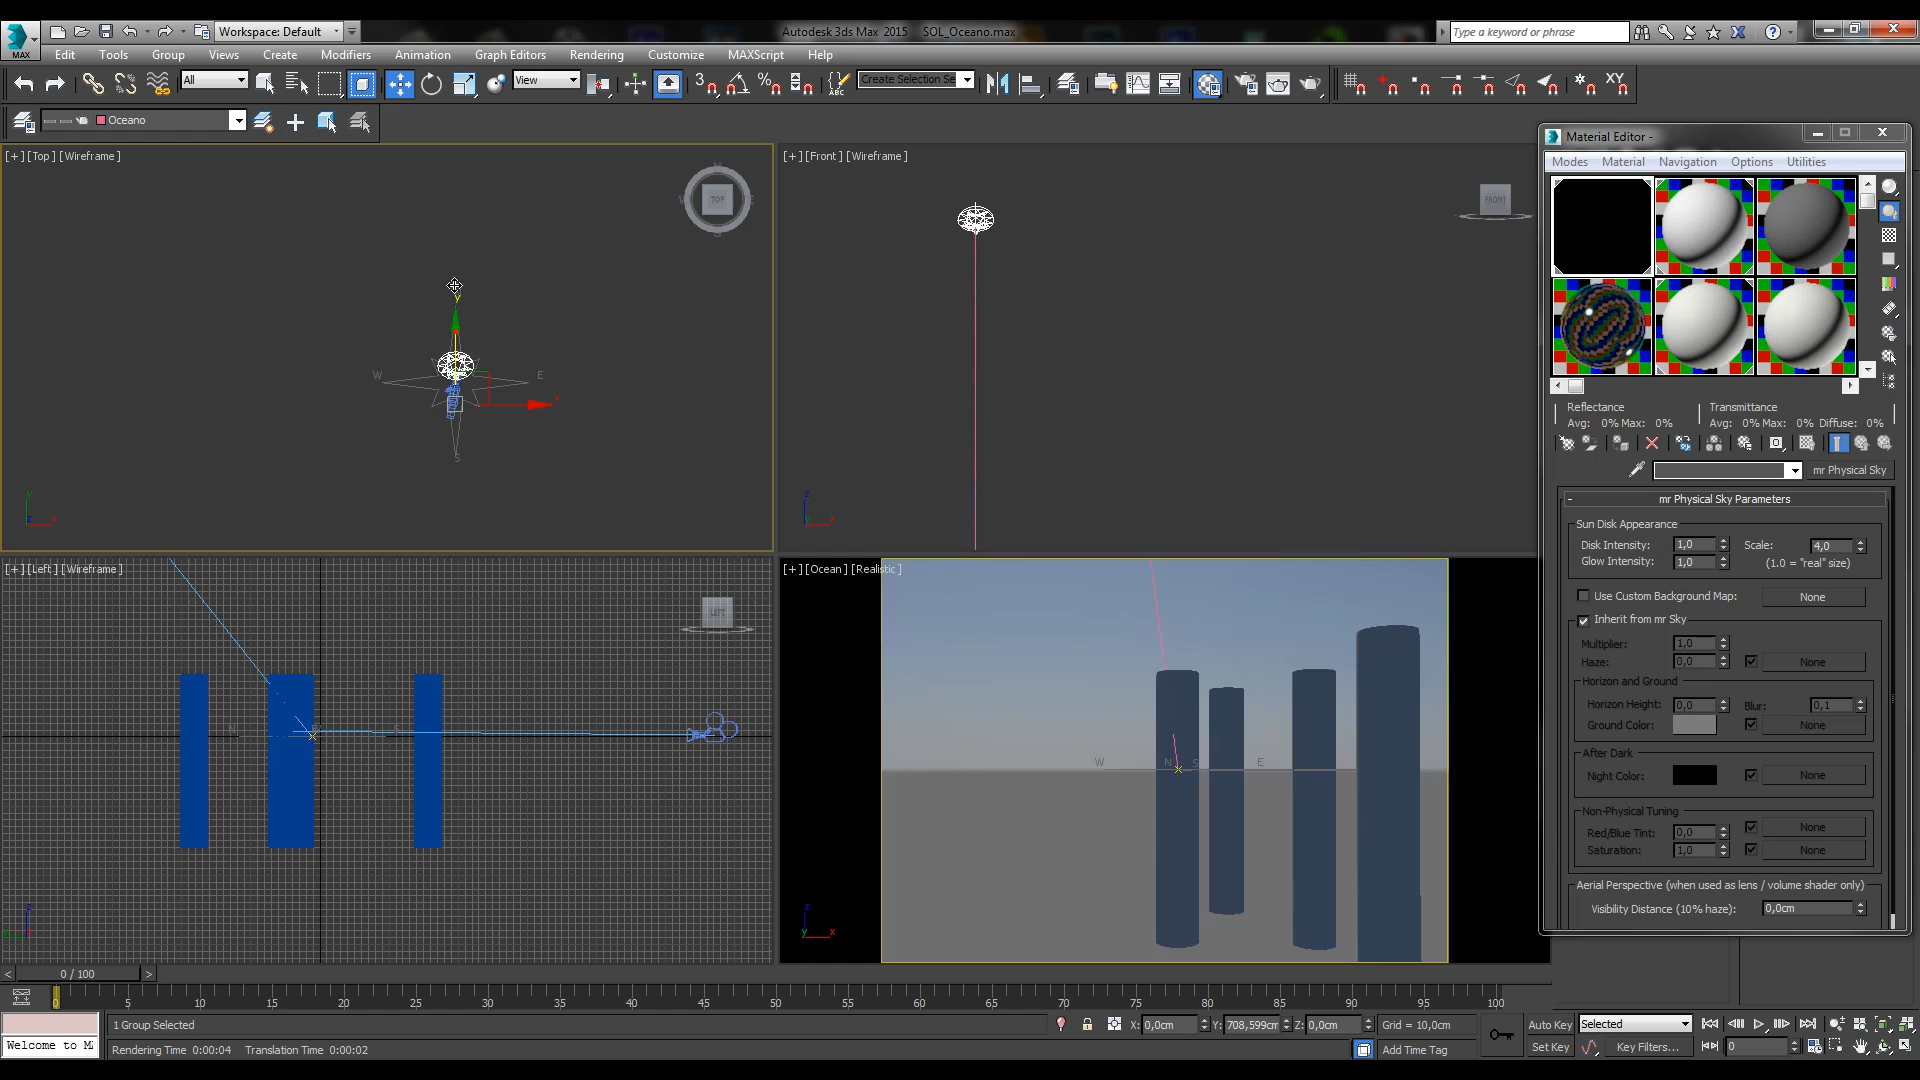 Workspace: Default
Autodesk 3ds Max 2015 SOL_Oceano.max
Type a keyword or phrase
MAX
Edit Tools Group Views Create Modifiers Animation Graph Editors Rendering Customize MAXScript Help
All
View
3
%
ABC
Create Selection Se
XY
Oceano
[+] [Top] [Wireframe]
TOP
y
W E
x
S
y
z x
[+] [Front] [Wireframe]
FRONT
z
y x
[+] [Left] [Wireframe]
LEFT
N S
z
[+] [Ocean] [Realistic]
W N S E
z
y x
Material Editor -
Modes Material Navigation Options Utilities
Reflectance Transmittance
Avg: 0% Max: 0% Avg: 0% Max: 0% Diffuse: 0%
mr Physical Sky
- mr Physical Sky Parameters
Sun Disk Appearance
Disk Intensity: 1,0 Scale: 4,0
Glow Intensity: 1,0 (1.0 = "real" size)
Use Custom Background Map: None
Inherit from mr Sky
Multiplier: 1,0
Haze: 0,0 None
Horizon and Ground
Horizon Height: 0,0 Blur: 0,1
Ground Color: None
After Dark
Night Color: None
Non-Physical Tuning
Red/Blue Tint: 0,0 None
Saturation: 1,0 None
Aerial Perspective (when used as lens / volume shader only)
Visibility Distance (10% haze): 0,0cm
< 0 / 100 >
0 5 10 15 20 25 30 35 40 45 50 55 60 65 70 75 80 85 90 95 100
1 Group Selected X: 0,0cm Y: 708,599cm Z: 0,0cm Grid = 10,0cm Auto Key Selected
Welcome to M Rendering Time 0:00:04 Translation Time 0:00:02 Add Time Tag Set Key Key Filters... 0